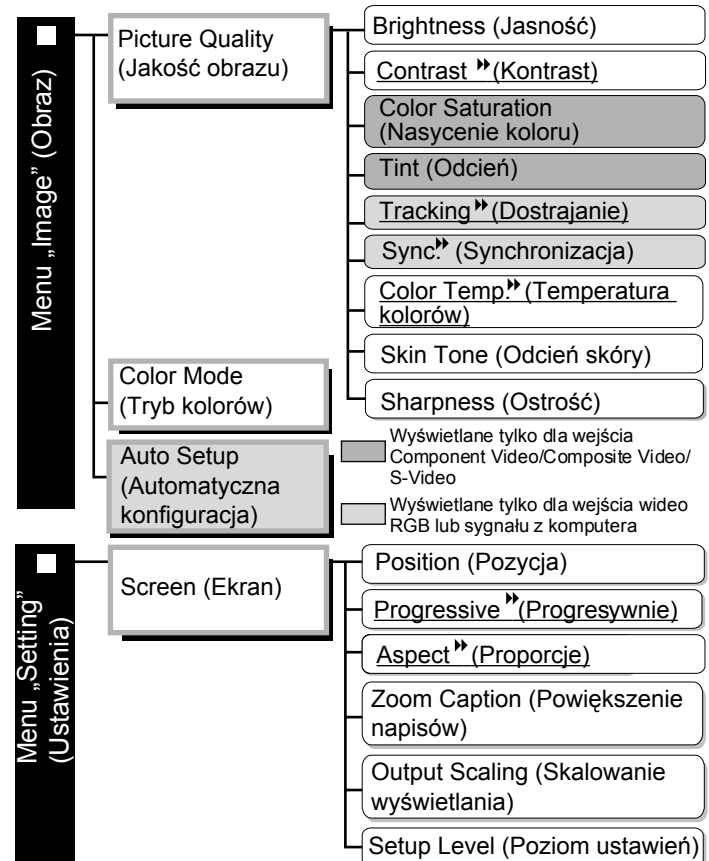 Menu „Image” (Obraz)
Picture Quality
(Jakość obrazu)
Brightness (Jasność)
Contrast (Kontrast)
Color Saturation
(Nasycenie koloru)
Tint (Odcień)
Tracking (Dostrajanie)
Sync. (Synchronizacja)
Color Temp. (Temperatura
kolorów)
Skin Tone (Odcień skóry)
Sharpness (Ostrość)
Color Mode
(Tryb kolorów)
Auto Setup
(Automatyczna
konfiguracja)
Wyświetlane tylko dla wejścia
Component Video/Composite Video/
S-Video
Wyświetlane tylko dla wejścia wideo
RGB lub sygnału z komputera
Menu „Setting”
(Ustawienia)
Screen (Ekran)
Position (Pozycja)
Progressive (Progresywnie)
Aspect (Proporcje)
Zoom Caption (Powiększenie
napisów)
Output Scaling (Skalowanie
wyświetlania)
Setup Level (Poziom ustawień)